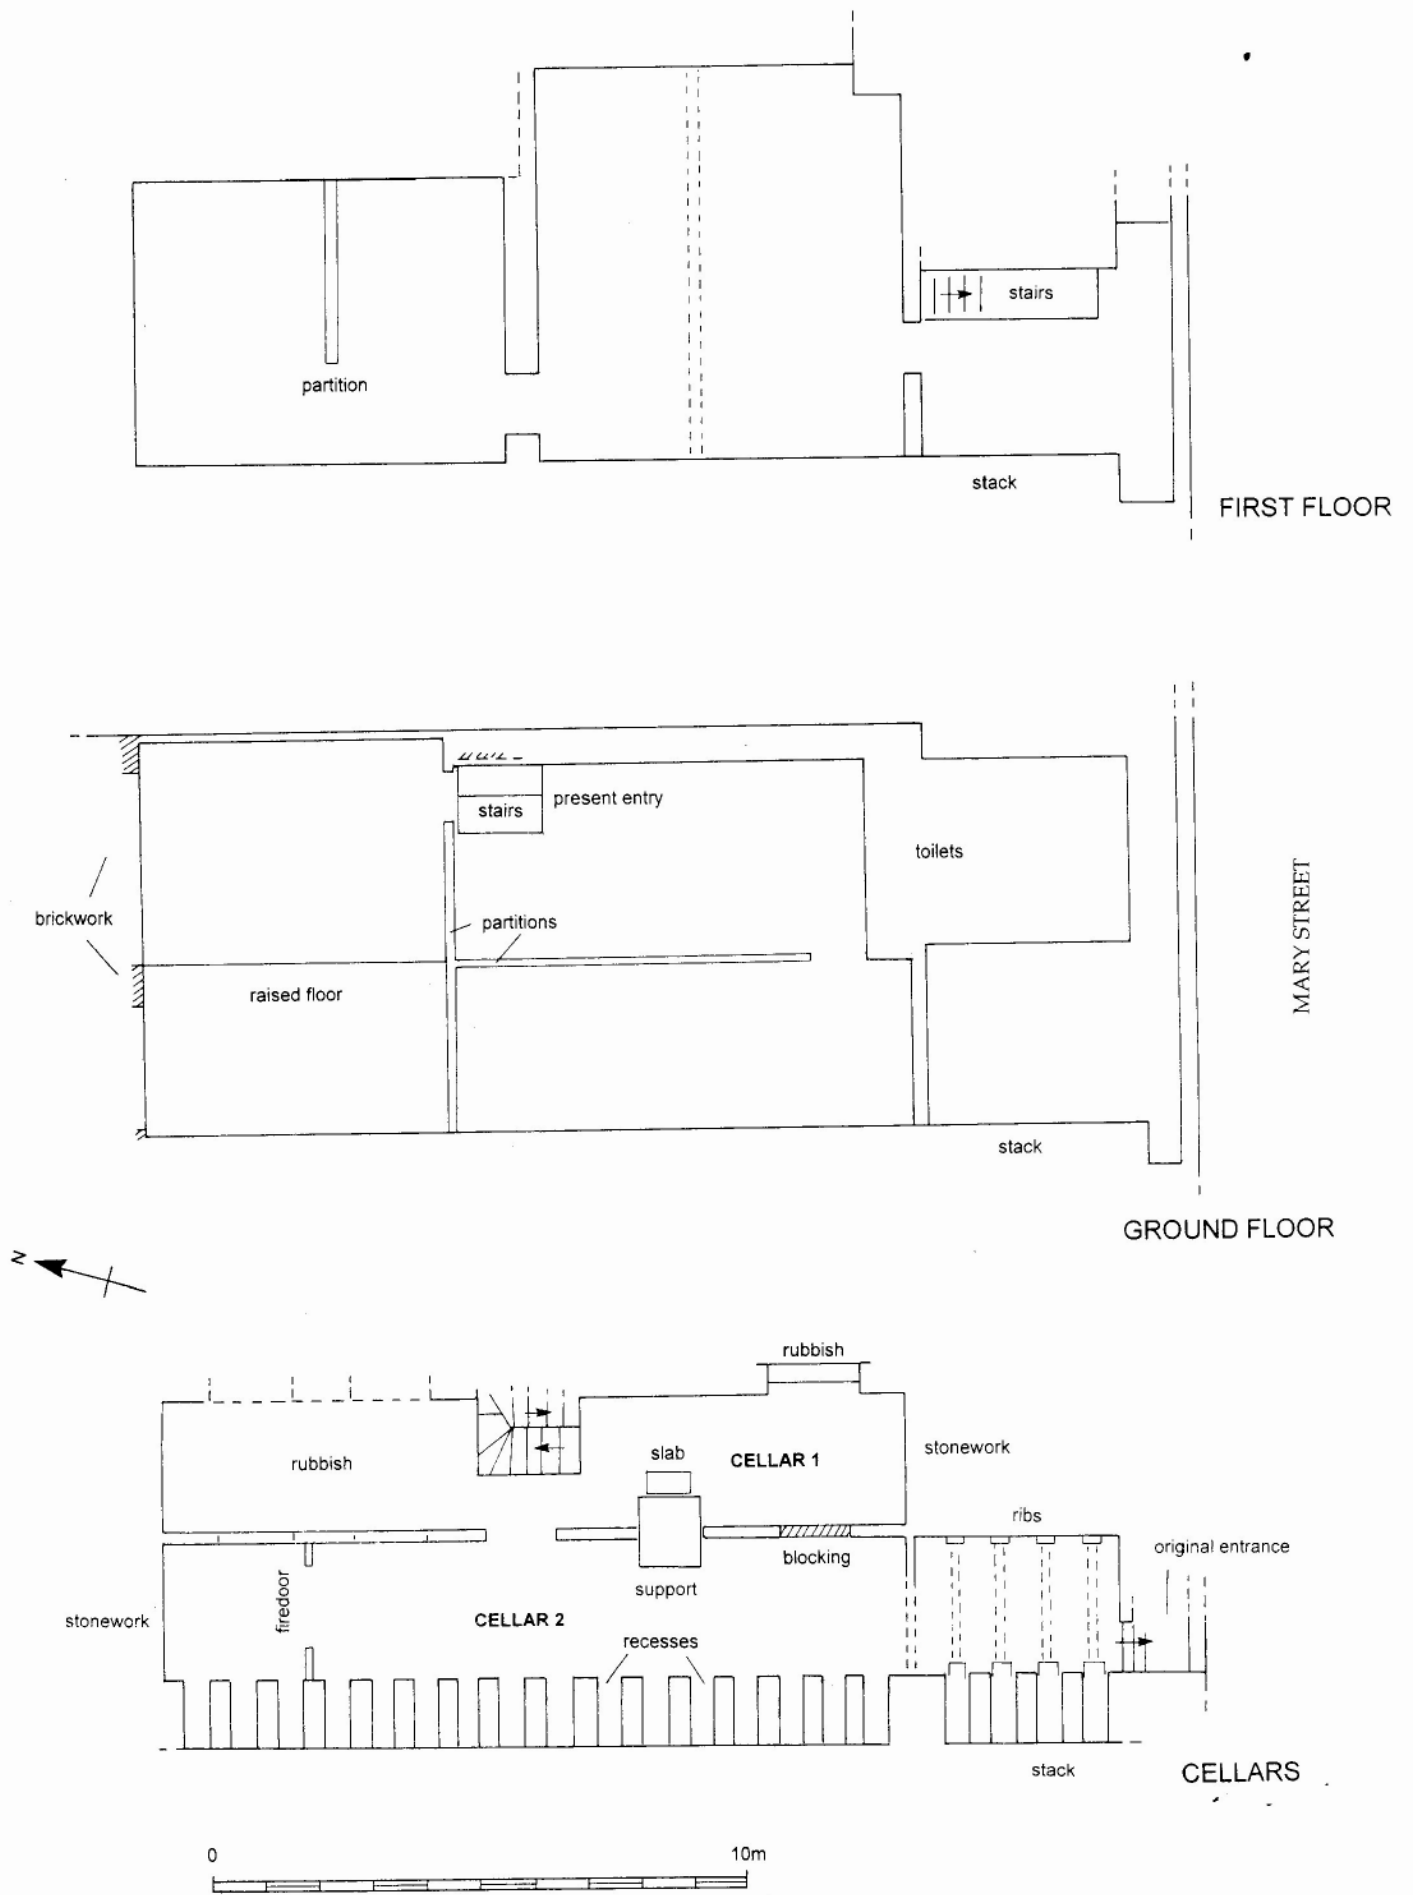 stairs
partition
stack
FIRST FLOOR
present entry
stairs
toilets
brickwork
partitions
raised floor
MARY STREET
stack
GROUND FLOOR
N
rubbish
rubbish
slab
CELLAR 1
stonework
ribs
original entrance
blocking
support
firedoor
stonework
CELLAR 2
recesses
stack
CELLARS
0 10m